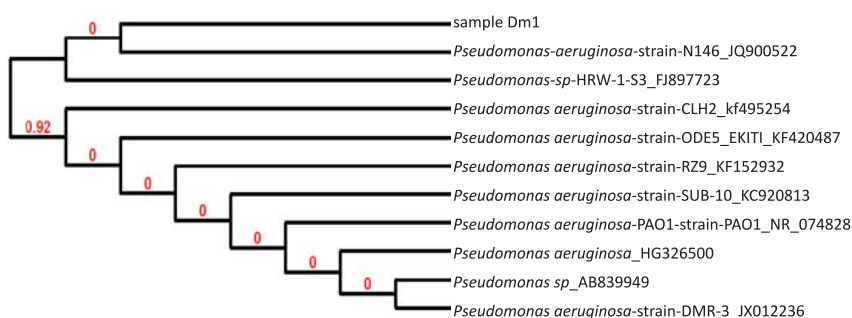 sample Dm1
0
Pseudomonas-aeruginosa-strain-N146_JQ900522
Pseudomonas-sp-HRW-1-S3_FJ897723
Pseudomonas aeruginosa-strain-CLH2_kf495254
0.92
Pseudomonas aeruginosa-strain-ODE5_EKITI_KF420487
0
Pseudomonas aeruginosa-strain-RZ9_KF152932
0
Pseudomonas aeruginosa-strain-SUB-10_KC920813
0
Pseudomonas aeruginosa-PAO1-strain-PAO1_NR_074828
0
Pseudomonas aeruginosa_HG326500
0
Pseudomonas sp_AB839949
0
Pseudomonas aeruginosa-strain-DMR-3_JX012236